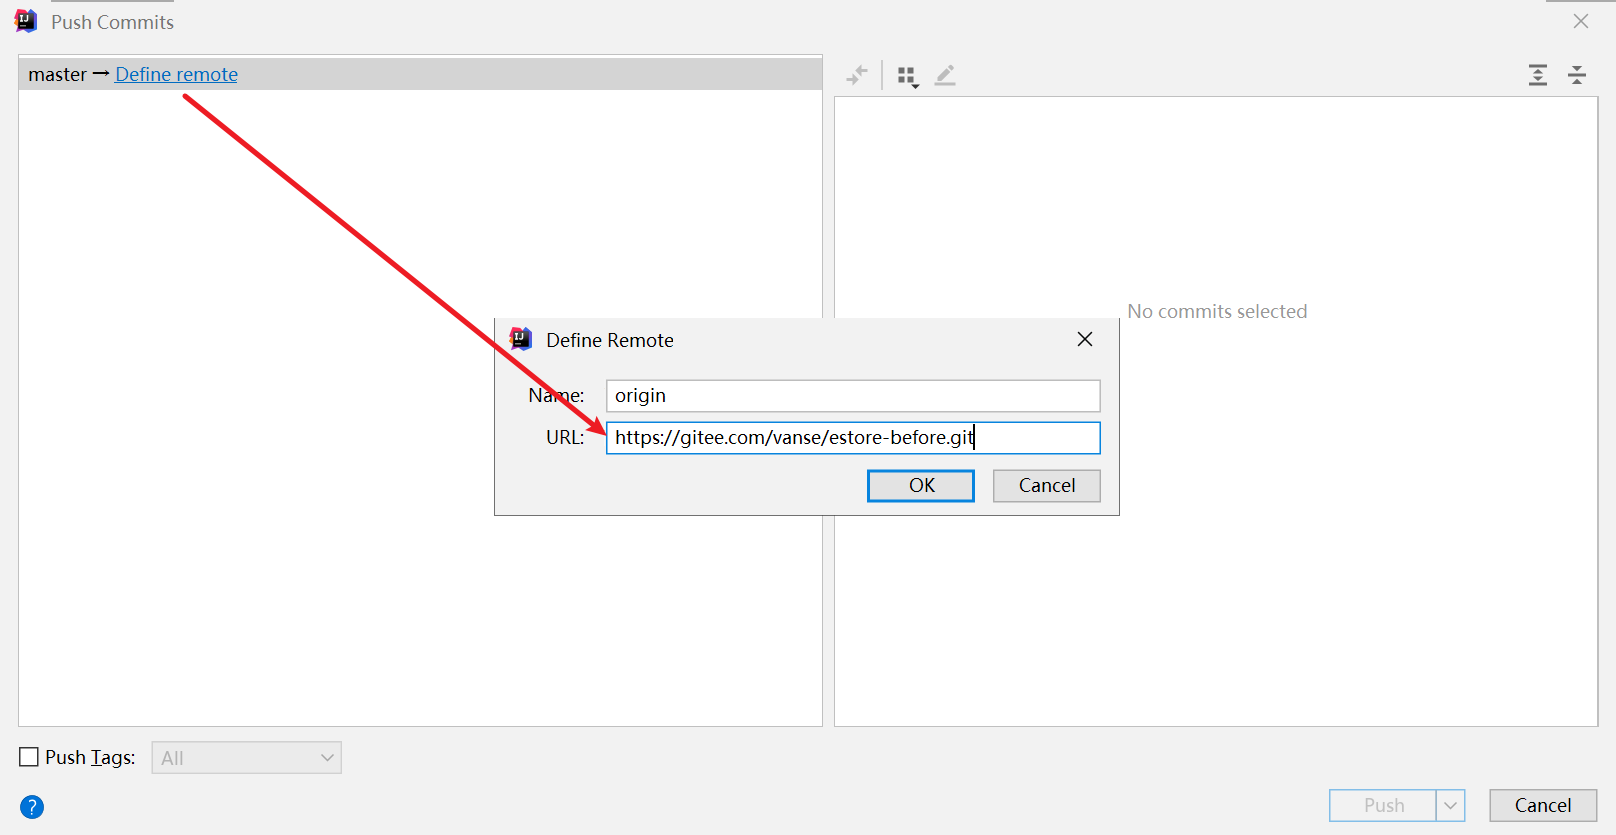 Push Commits
master → Define remote
No commits selected
Define Remote
Name: origin
URL: https://gitee.com/vanse/estore-before.git
OK Cancel
Push Tags: All
?
Push Cancel